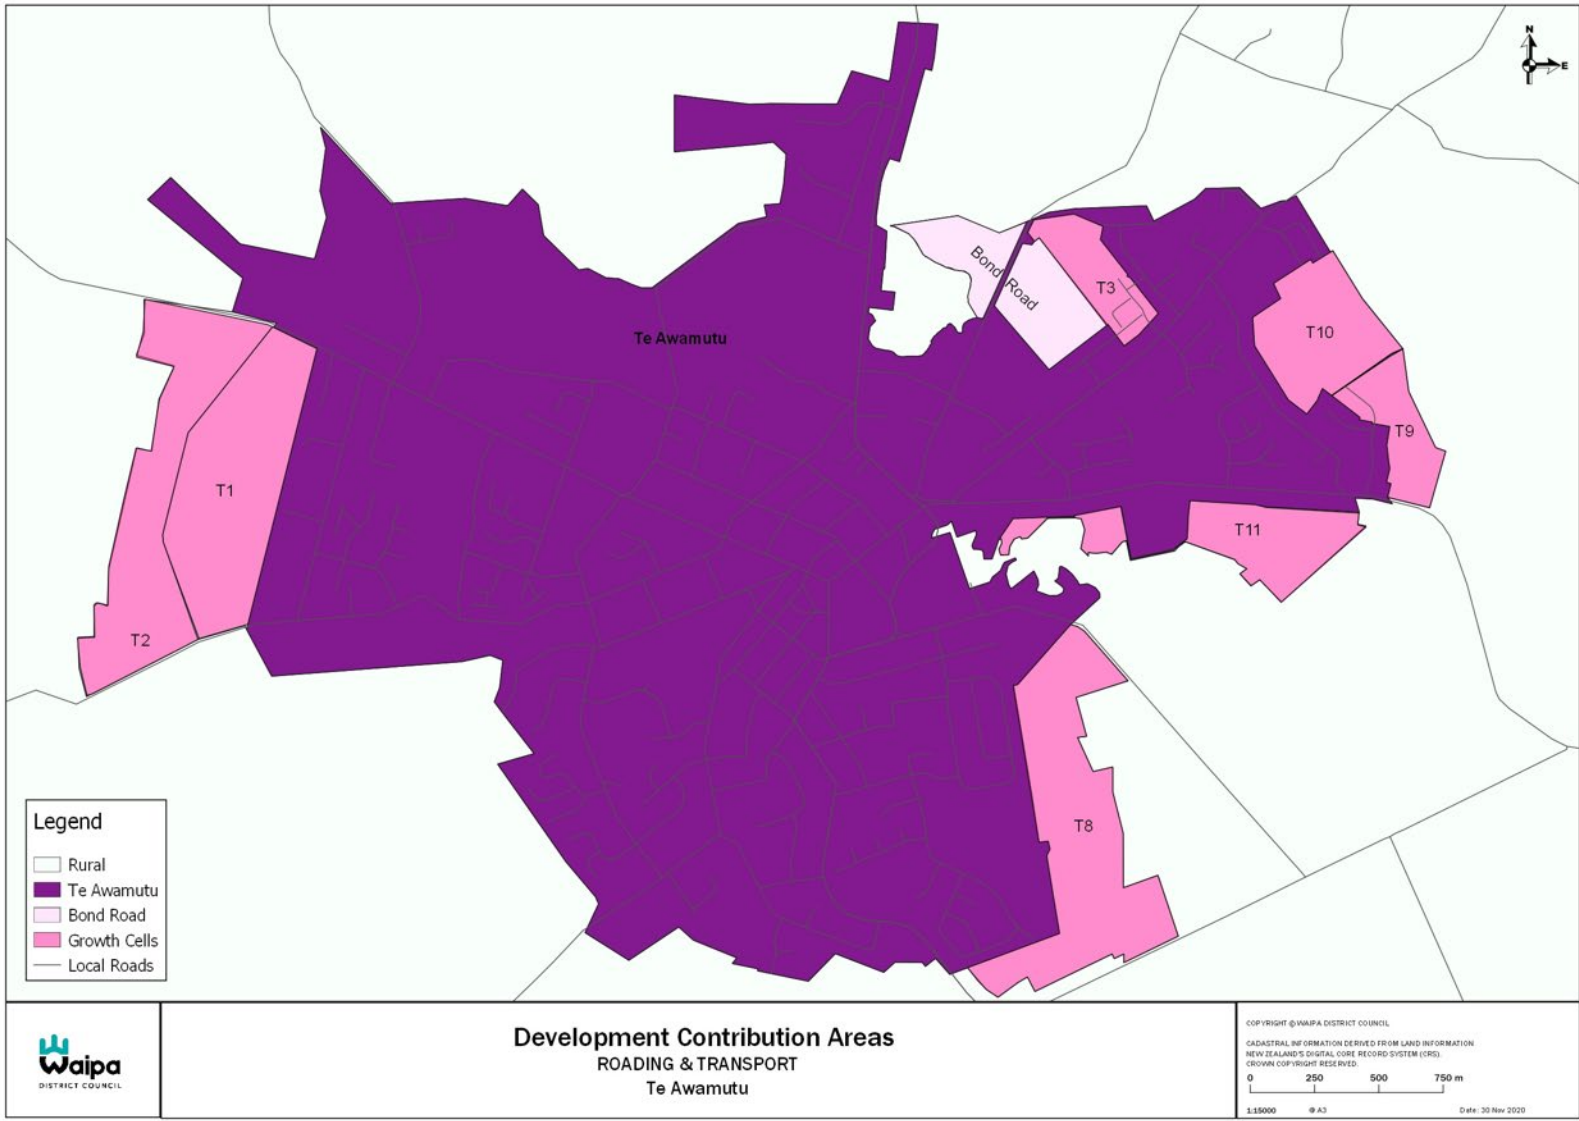 N
E
Bond Road
T3
Te Awamutu
T10
T9
T1
T11
T2
T8
Legend
Rural
Te Awamutu
Bond Road
Growth Cells
Local Roads
Waipa
DISTRICT COUNCIL
Development Contribution Areas
ROADING & TRANSPORT
Te Awamutu
COPYRIGHT © WAIPA DISTRICT COUNCIL
CADASTRAL INFORMATION DERIVED FROM LAND INFORMATION
NEW ZEALAND'S DIGITAL CORE RECORD SYSTEM (CRS).
CROWN COPYRIGHT RESERVED.
0 250 500 750 m
1:15000 @ A3 Date: 30 Nov 2020